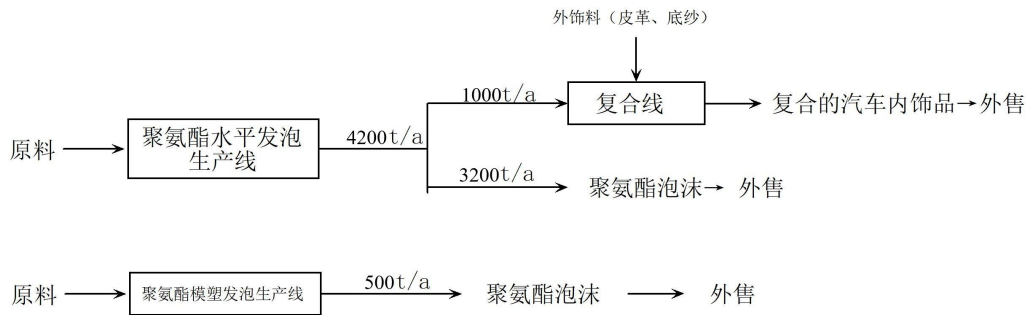 外饰料（皮革、底纱）
1000t/a
复合线
复合的汽车内饰品
外售
原料
聚氨酯水平发泡
生产线
4200t/a
3200t/a
聚氨酯泡沫
外售
原料
聚氨酯模塑发泡生产线
500t/a
聚氨酯泡沫
外售